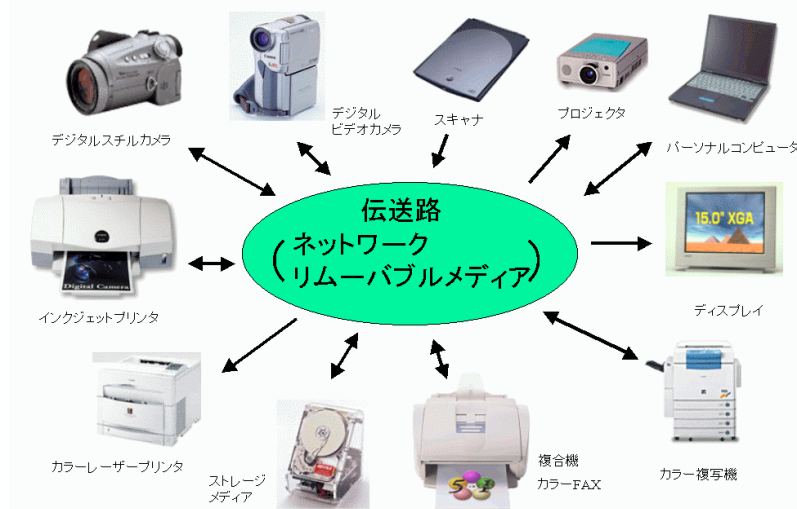 デジタルスチルカメラ
デジタル
ビデオカメラ
スキャナ
プロジェクタ
パーソナルコンピュータ
伝送路
(ネットワーク
リムーバブルメディア)
15.0" XGA
ディスプレイ
Digital Camera
インクジェットプリンタ
カラーレーザープリンタ
ストレージ
メディア
複合機
カラーFAX
カラー複写機